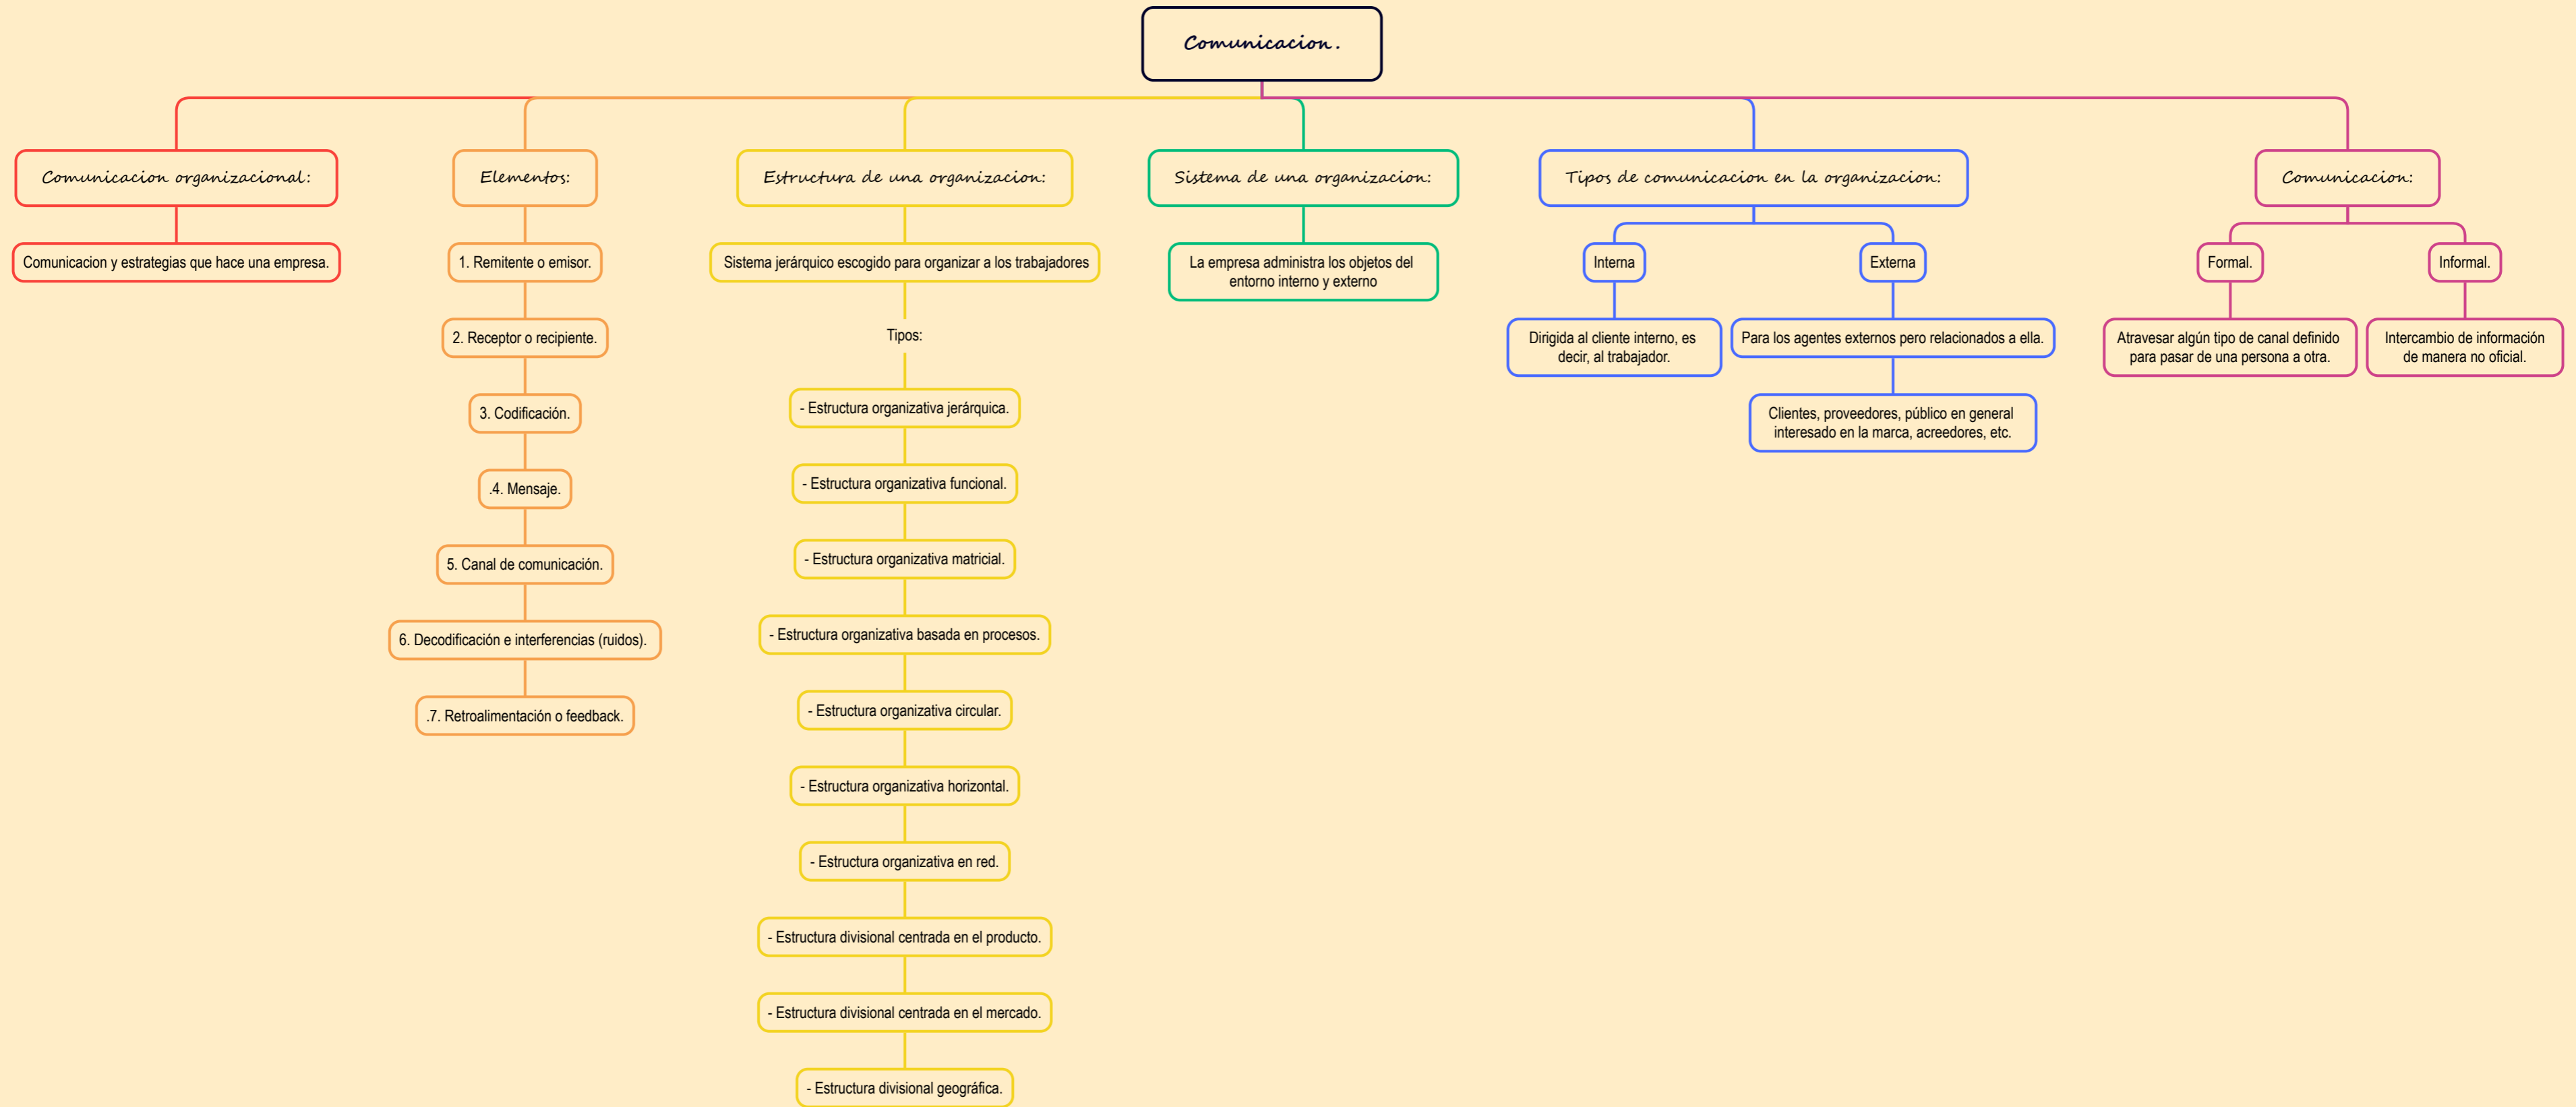 Comunicacion.
Comunicacion organizacional:
Comunicacion y estrategias que hace una empresa.
Elementos:
1. Remitente o emisor.
2. Receptor o recipiente.
3. Codificación.
.4. Mensaje.
5. Canal de comunicación.
6. Decodificación e interferencias (ruidos).
.7. Retroalimentación o feedback.
Estructura de una organizacion:
Sistema jerárquico escogido para organizar a los trabajadores
Tipos:
- Estructura organizativa jerárquica.
- Estructura organizativa funcional.
- Estructura organizativa matricial.
- Estructura organizativa basada en procesos.
- Estructura organizativa circular.
- Estructura organizativa horizontal.
- Estructura organizativa en red.
- Estructura divisional centrada en el producto.
- Estructura divisional centrada en el mercado.
- Estructura divisional geográfica.
Sistema de una organizacion:
La empresa administra los objetos del
entorno interno y externo
Tipos de comunicacion en la organizacion:
Interna
Dirigida al cliente interno, es
decir, al trabajador.
Externa
Para los agentes externos pero relacionados a ella.
Clientes, proveedores, público en general
interesado en la marca, acreedores, etc.
Comunicacion:
Formal.
Atravesar algún tipo de canal definido
para pasar de una persona a otra.
Informal.
Intercambio de información
de manera no oficial.